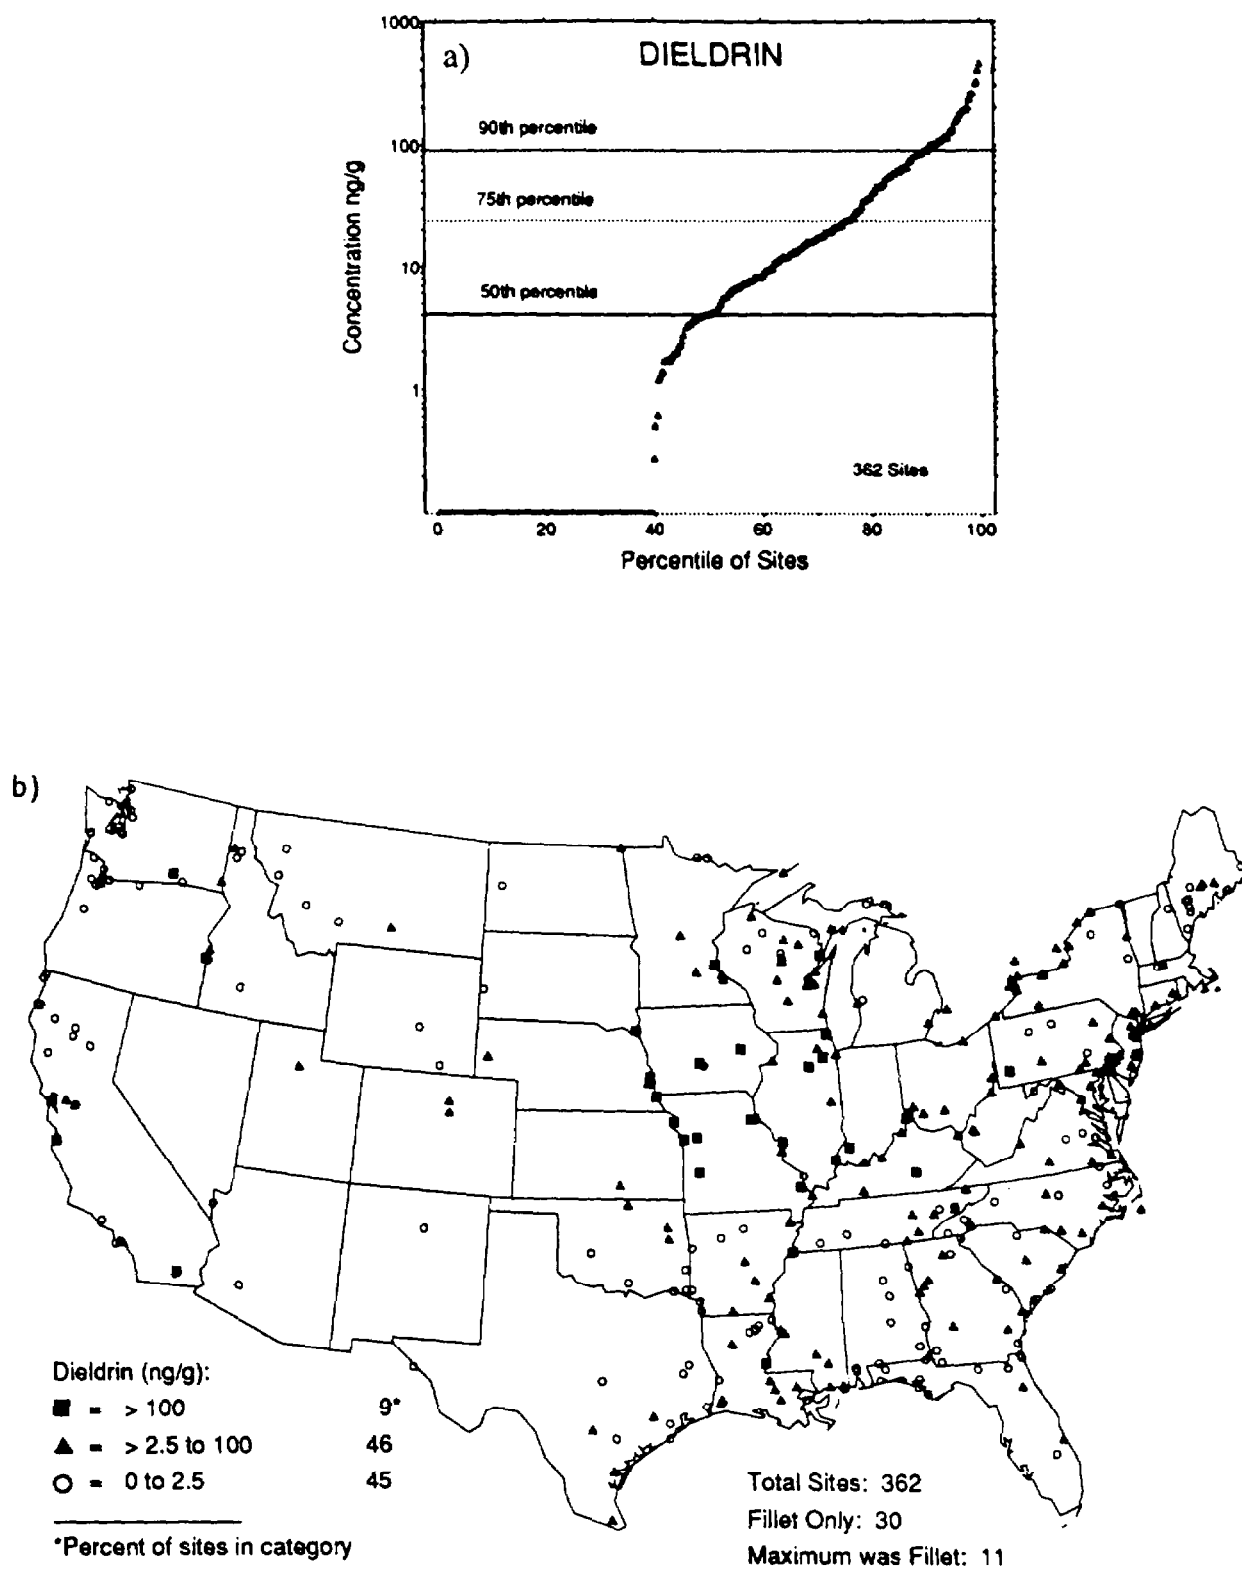 a) DIELDRIN
1000
90th percentile
100
75th percentile
10
50th percentile
1
362 Sites
0 20 40 60 80 100
Concentration ng/g
Percentile of Sites
b)
Dieldrin (ng/g):
■ = > 100 9*
▲ = > 2.5 to 100 46
○ = 0 to 2.5 45
*Percent of sites in category
Total Sites: 362
Fillet Only: 30
Maximum was Fillet: 11